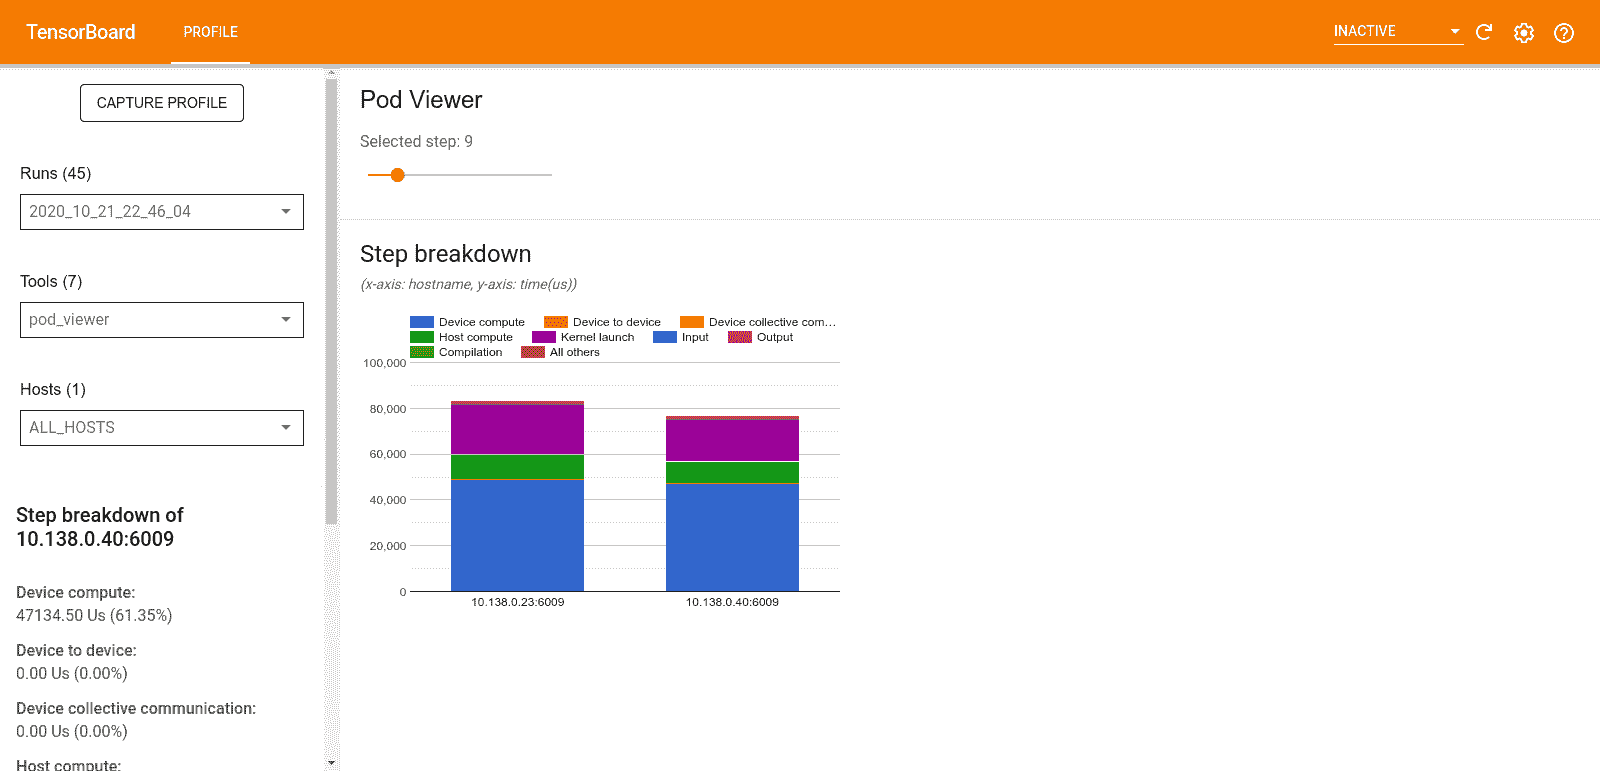 TensorBoard
PROFILE
INACTIVE
CAPTURE PROFILE
Runs (45)
2020_10_21_22_46_04
Tools (7)
pod_viewer
Hosts (1)
ALL_HOSTS
Step breakdown of
10.138.0.40:6009
Device compute:
47134.50 Us (61.35%)
Device to device:
0.00 Us (0.00%)
Device collective communication:
0.00 Us (0.00%)
Host compute:
Pod Viewer
Selected step: 9
Step breakdown
(x-axis: hostname, y-axis: time(us))
Device compute Device to device Device collective com…
Host compute Kernel launch Input Output
Compilation All others
100,000
80,000
60,000
40,000
20,000
0
10.138.0.23:6009 10.138.0.40:6009